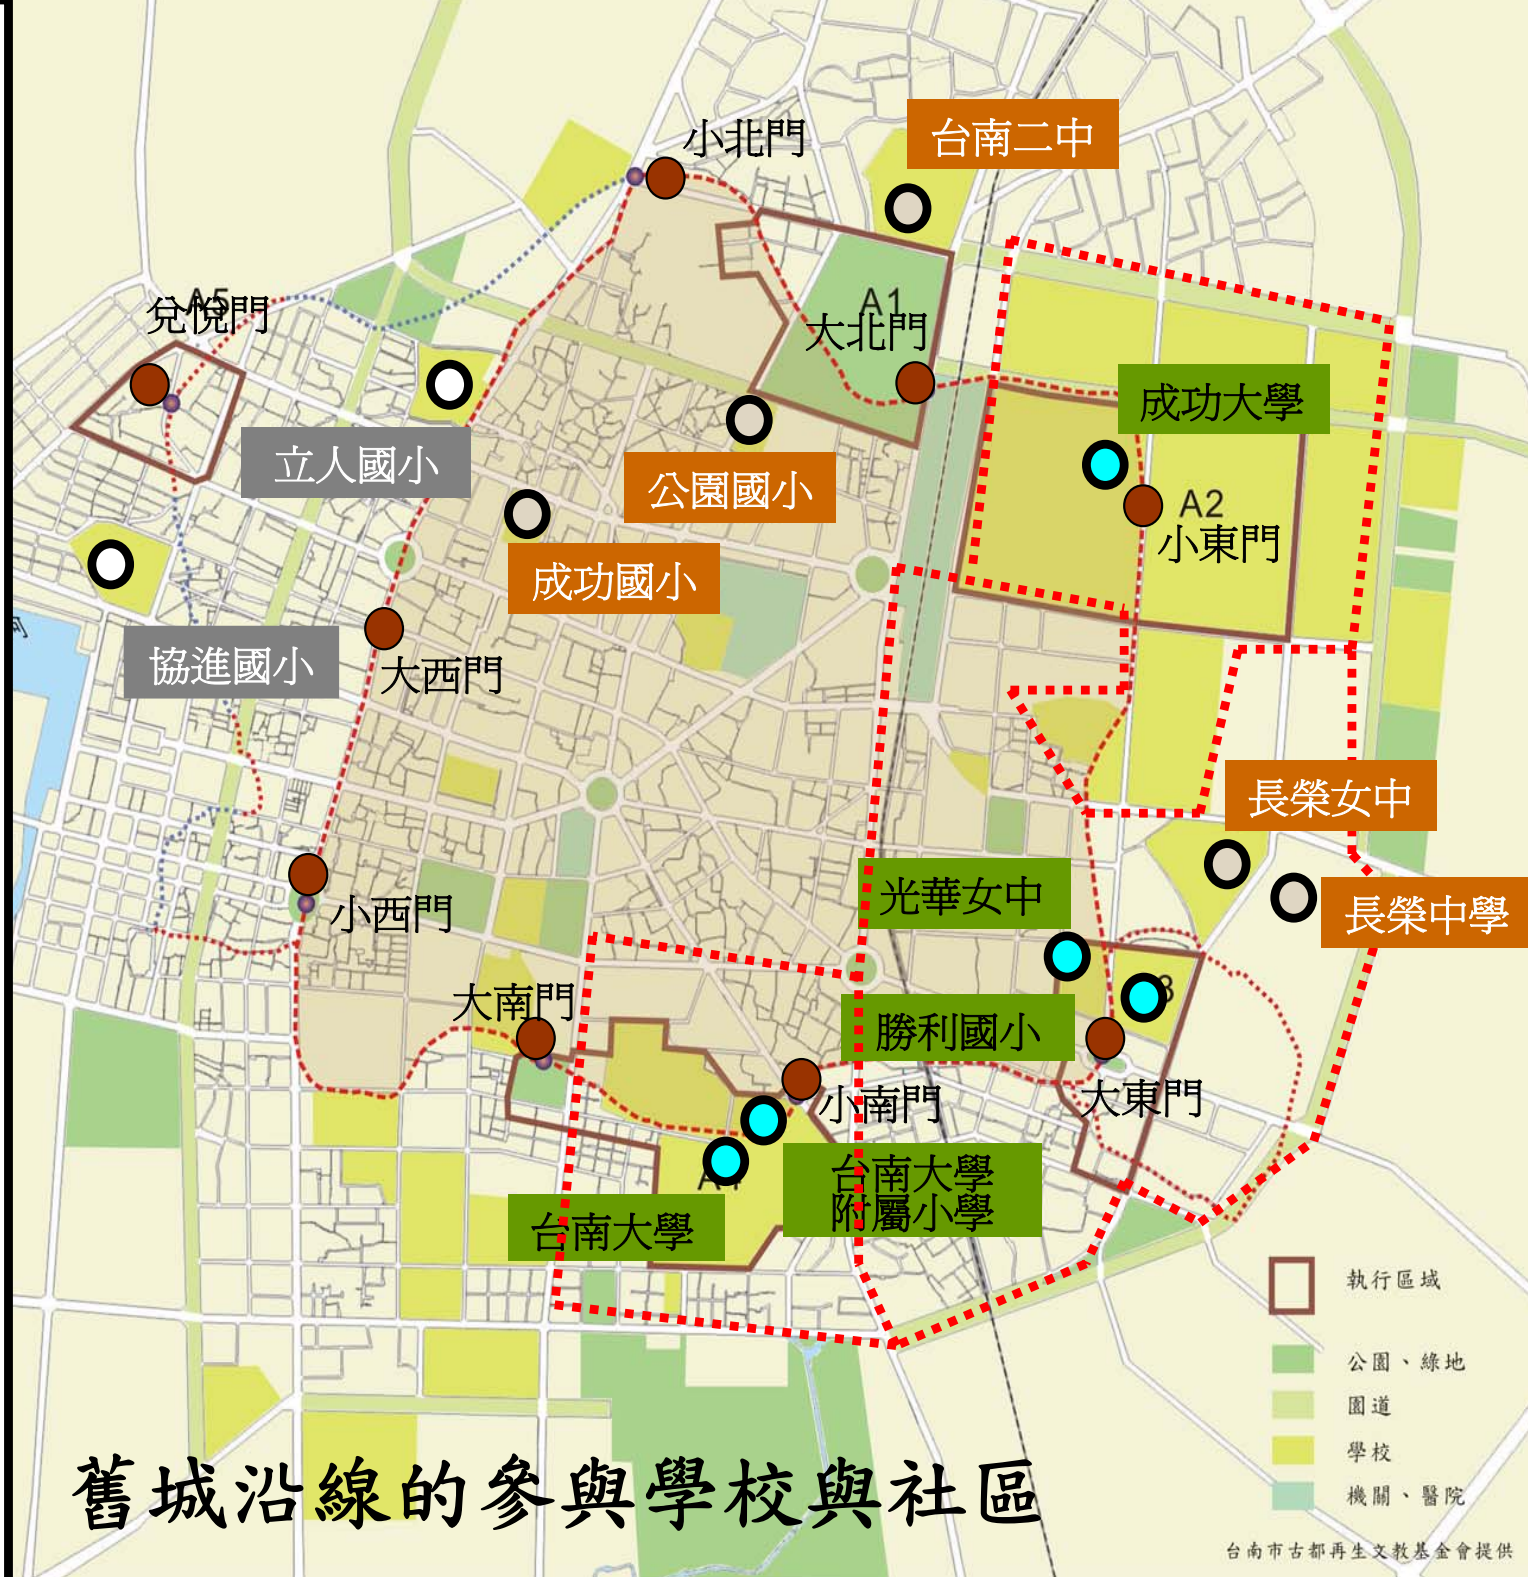 小北門
台南二中
A5
兌悅門
A1
大北門
成功大學
立人國小
公園國小
A2
小東門
成功國小
協進國小
大西門
長榮女中
光華女中
長榮中學
小西門
大南門
勝利國小
小南門
大東門
台南大學
附屬小學
台南大學
執行區域
公園、綠地
園道
學校
機關、醫院
舊城沿線的參與學校與社區
台南市古都再生文教基金會提供